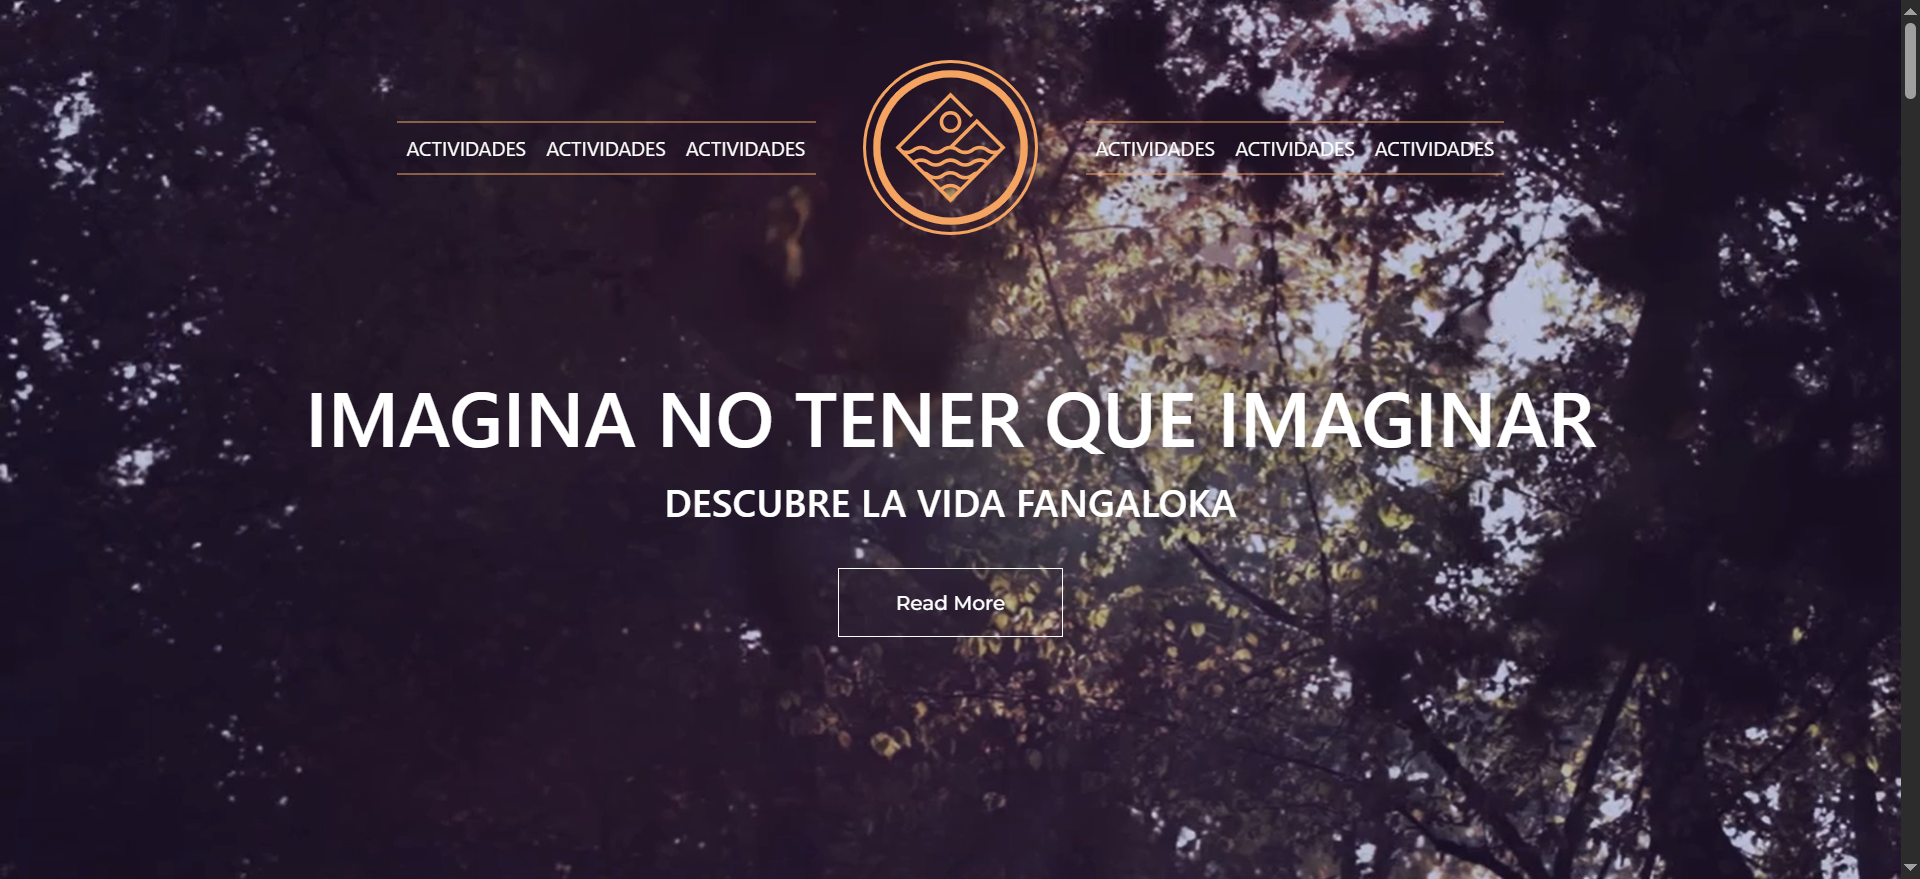 ACTIVIDADES ACTIVIDADES ACTIVIDADES ACTIVIDADES ACTIVIDADES ACTIVIDADES
IMAGINA NO TENER QUE IMAGINAR
DESCUBRE LA VIDA FANGALOKA
Read More